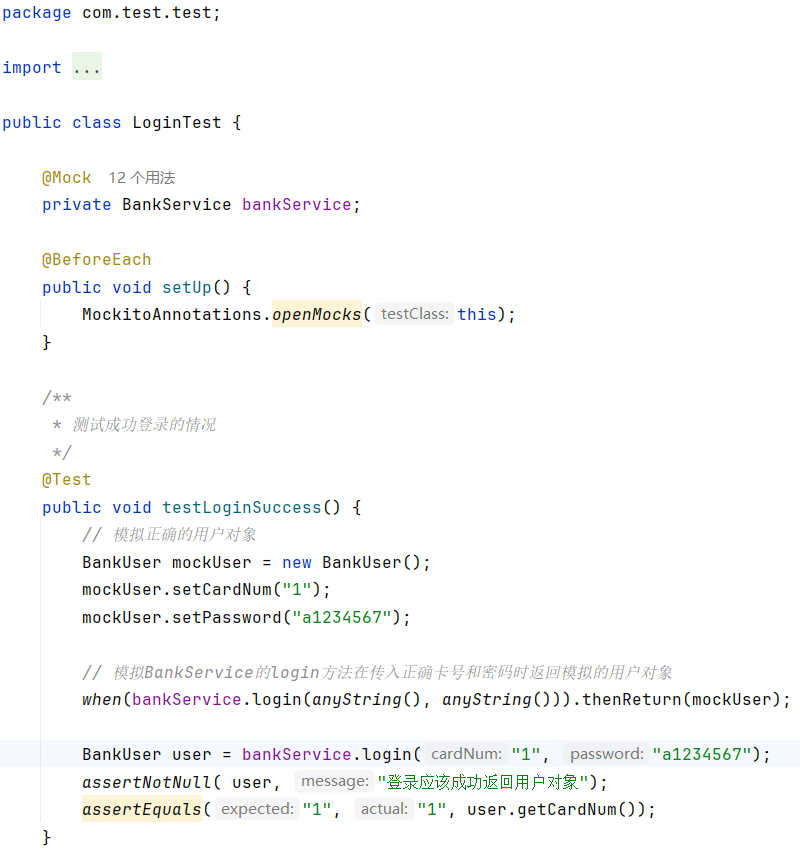 package com.test.test;
import ...
public class LoginTest {
@Mock 12 个用法
private BankService bankService;
@BeforeEach
public void setUp() {
MockitoAnnotations.openMocks( testClass: this);
}
/**
* 测试成功登录的情况
*/
@Test
public void testLoginSuccess() {
// 模拟正确的用户对象
BankUser mockUser = new BankUser();
mockUser.setCardNum("1");
mockUser.setPassword("a1234567");
// 模拟BankService的login方法在传入正确卡号和密码时返回模拟的用户对象
when(bankService.login(anyString(), anyString())).thenReturn(mockUser);
BankUser user = bankService.login( cardNum: "1", password: "a1234567");
assertNotNull( user, message: "登录应该成功返回用户对象");
assertEquals( expected: "1", actual: "1", user.getCardNum());
}